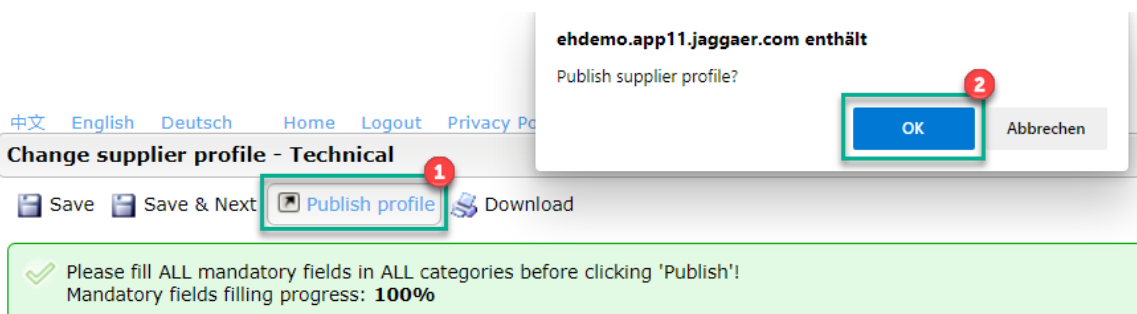 ehdemo.app11.jaggaer.com enthält
Publish supplier profile?
2
OK Abbrechen
中文 English Deutsch Home Logout Privacy Po
Change supplier profile - Technical
1
Save Save & Next Publish profile Download
Please fill ALL mandatory fields in ALL categories before clicking 'Publish'!
Mandatory fields filling progress: 100%